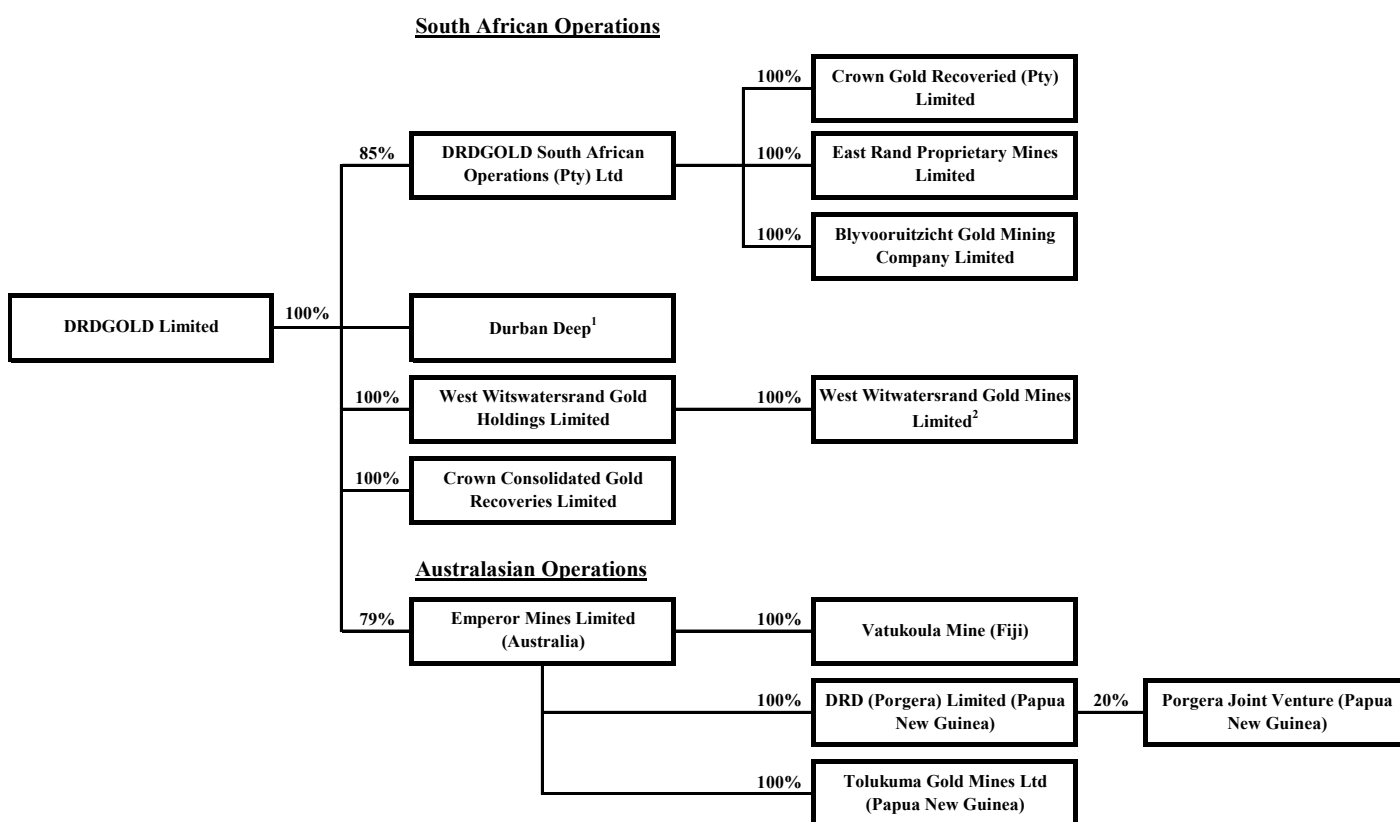 South African Operations
100%
Crown Gold Recoveried (Pty)
Limited
85%
DRDGOLD South African
Operations (Pty) Ltd
100%
East Rand Proprietary Mines
Limited
100%
Blyvooruitzicht Gold Mining
Company Limited
DRDGOLD Limited
100%
Durban Deep1
100%
West Witswatersrand Gold
Holdings Limited
100%
West Witwatersrand Gold Mines
Limited2
100%
Crown Consolidated Gold
Recoveries Limited
Australasian Operations
79%
Emperor Mines Limited
(Australia)
100%
Vatukoula Mine (Fiji)
100%
DRD (Porgera) Limited (Papua
New Guinea)
20%
Porgera Joint Venture (Papua
New Guinea)
100%
Tolukuma Gold Mines Ltd
(Papua New Guinea)